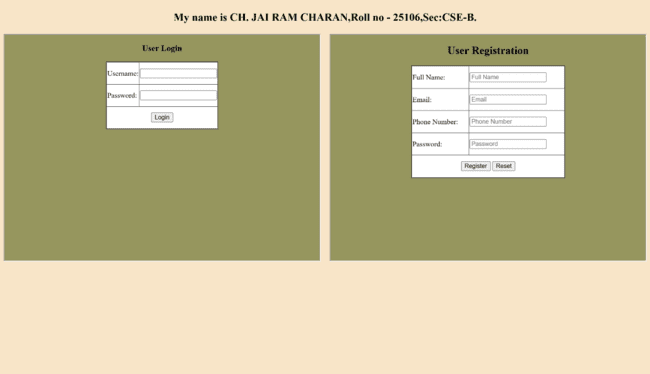 My name is CH. JAI RAM CHARAN,Roll no - 25106,Sec:CSE-B.
User Login
Username:
Password:
Login
User Registration
Full Name: Full Name
Email: Email
Phone Number: Phone Number
Password: Password
Register Reset